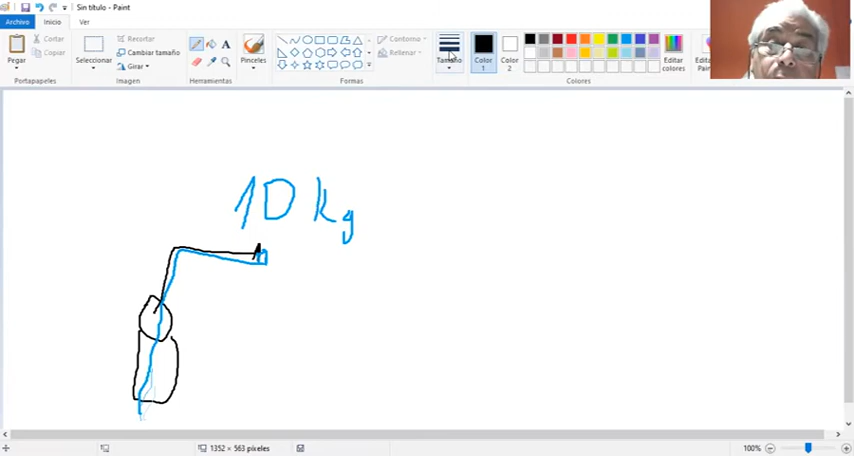 Sin título - Paint
Archivo Inicio Ver
Pegar
Cortar
Copiar
Portapapeles
Seleccionar
Recortar
Cambiar tamaño
Girar
Imagen
A
Herramientas
Pinceles
Contorno
Rellenar
Formas
Tamaño
Color 1
Color 2
Colores
Editar colores
10 kg
1352 × 563 píxeles
100%